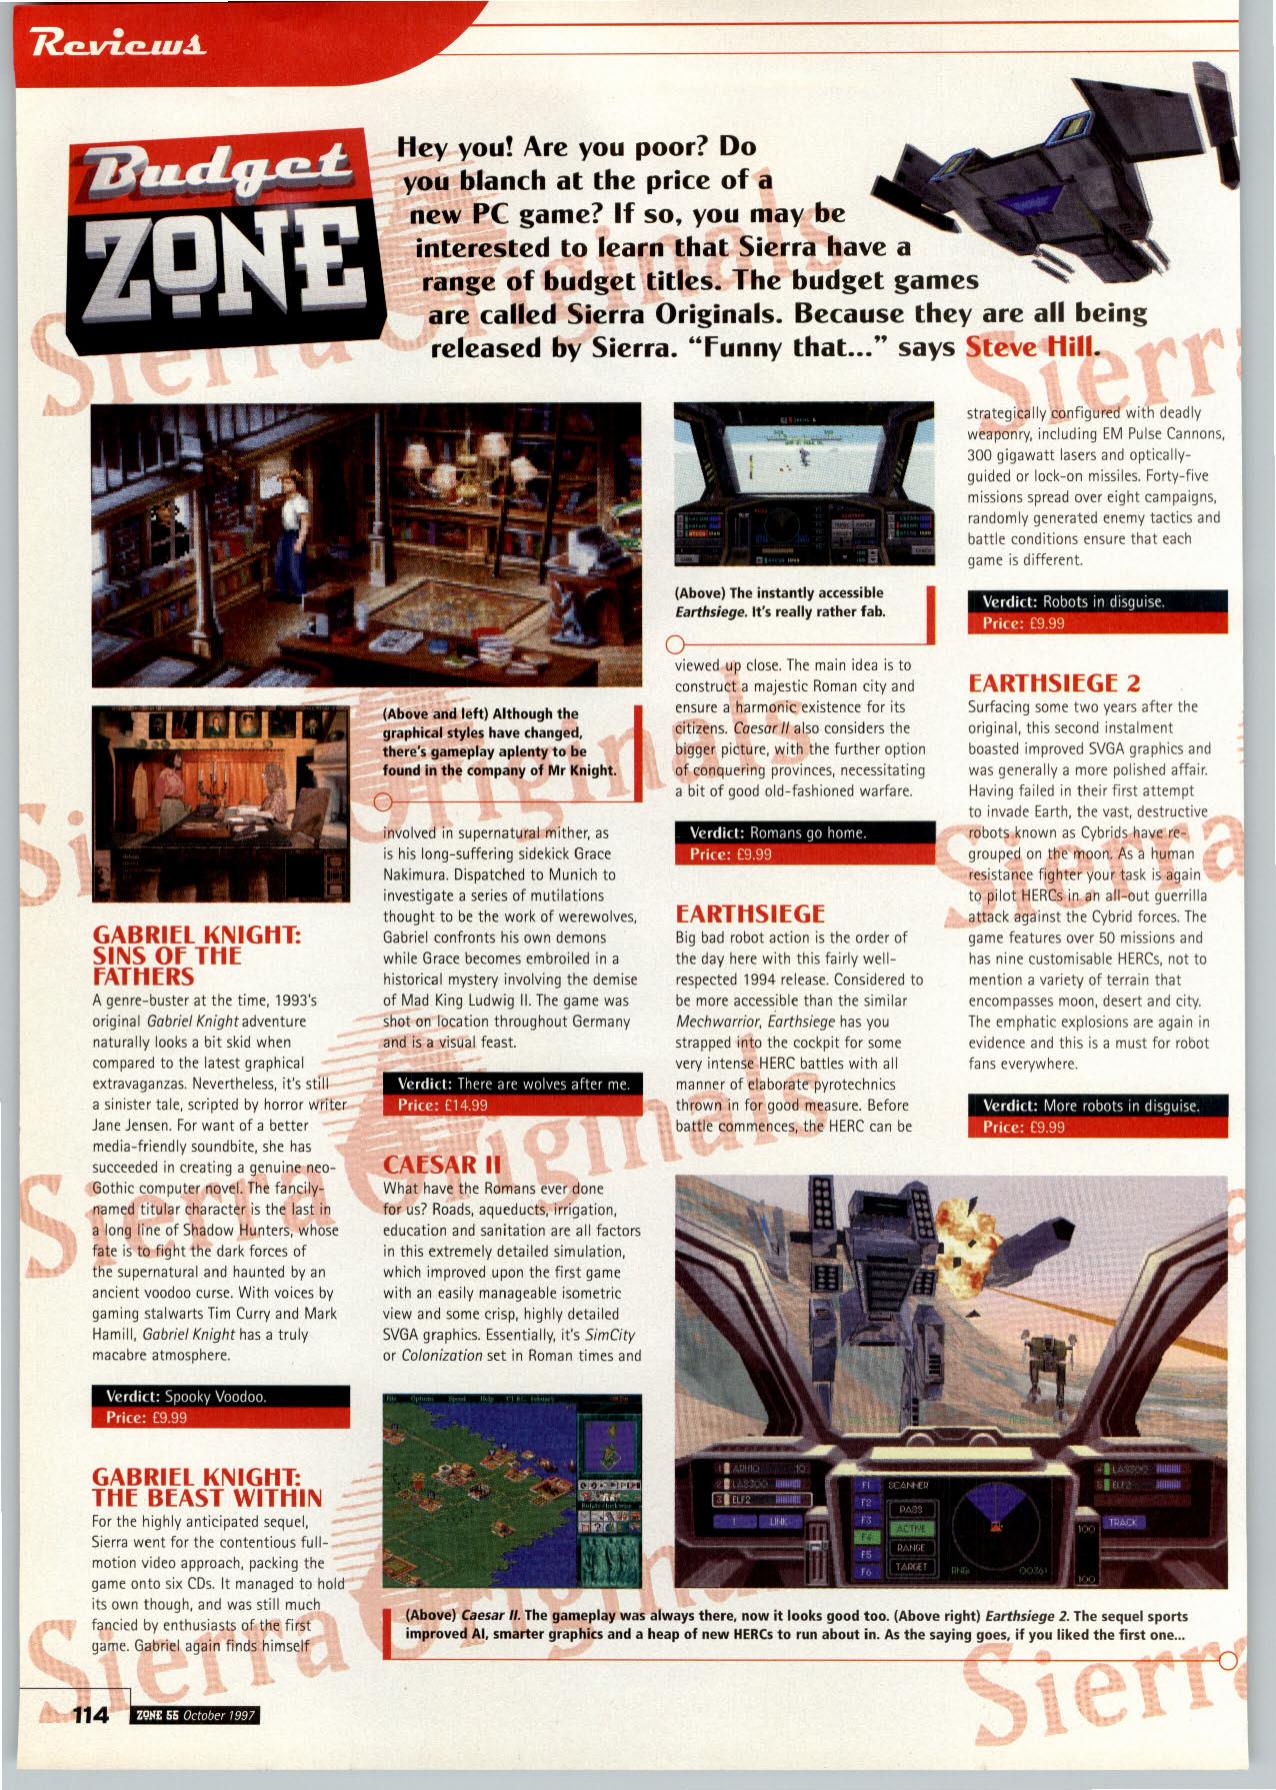 Reviews
Budget
ZONE
Hey you! Are you poor? Do
you blanch at the price of a
new PC game? If so, you may be
interested to learn that Sierra have a
range of budget titles. The budget games
are called Sierra Originals. Because they are all being
released by Sierra. “Funny that...” says Steve Hill.
(Above and left) Although the
graphical styles have changed,
there's gameplay aplenty to be
found in the company of Mr Knight.
GABRIEL KNIGHT:
SINS OF THE
FATHERS
A genre-buster at the time, 1993's
original Gabriel Knight adventure
naturally looks a bit skid when
compared to the latest graphical
extravaganzas. Nevertheless, it's still
a sinister tale, scripted by horror writer
Jane Jensen. For want of a better
media-friendly soundbite, she has
succeeded in creating a genuine neo-
Gothic computer novel. The fancily-
named titular character is the last in
a long line of Shadow Hunters, whose
fate is to fight the dark forces of
the supernatural and haunted by an
ancient voodoo curse. With voices by
gaming stalwarts Tim Curry and Mark
Hamill, Gabriel Knight has a truly
macabre atmosphere.
Verdict: Spooky Voodoo.
Price: £9.99
GABRIEL KNIGHT:
THE BEAST WITHIN
For the highly anticipated sequel,
Sierra went for the contentious full-
motion video approach, packing the
game onto six CDs. It managed to hold
its own though, and was still much
fancied by enthusiasts of the first
game. Gabriel again finds himself
involved in supernatural mither, as
is his long-suffering sidekick Grace
Nakimura. Dispatched to Munich to
investigate a series of mutilations
thought to be the work of werewolves,
Gabriel confronts his own demons
while Grace becomes embroiled in a
historical mystery involving the demise
of Mad King Ludwig II. The game was
shot on location throughout Germany
and is a visual feast.
Verdict: There are wolves after me.
Price: £14.99
CAESAR II
What have the Romans ever done
for us? Roads, aqueducts, irrigation,
education and sanitation are all factors
in this extremely detailed simulation,
which improved upon the first game
with an easily manageable isometric
view and some crisp, highly detailed
SVGA graphics. Essentially, it's SimCity
or Colonization set in Roman times and
File Options Speed Help
(Above) The instantly accessible
Earthsiege. It's really rather fab.
viewed up close. The main idea is to
construct a majestic Roman city and
ensure a harmonic existence for its
citizens. Caesar II also considers the
bigger picture, with the further option
of conquering provinces, necessitating
a bit of good old-fashioned warfare.
Verdict: Romans go home.
Price: £9.99
EARTHSIEGE
Big bad robot action is the order of
the day here with this fairly well-
respected 1994 release. Considered to
be more accessible than the similar
Mechwarrior, Earthsiege has you
strapped into the cockpit for some
very intense HERC battles with all
manner of elaborate pyrotechnics
thrown in for good measure. Before
battle commences, the HERC can be
strategically configured with deadly
weaponry, including EM Pulse Cannons,
300 gigawatt lasers and optically-
guided or lock-on missiles. Forty-five
missions spread over eight campaigns,
randomly generated enemy tactics and
battle conditions ensure that each
game is different.
Verdict: Robots in disguise.
Price: £9.99
EARTHSIEGE 2
Surfacing some two years after the
original, this second instalment
boasted improved SVGA graphics and
was generally a more polished affair.
Having failed in their first attempt
to invade Earth, the vast, destructive
robots known as Cybrids have re-
grouped on the moon. As a human
resistance fighter your task is again
to pilot HERCs in an all-out guerrilla
attack against the Cybrid forces. The
game features over 50 missions and
has nine customisable HERCs, not to
mention a variety of terrain that
encompasses moon, desert and city.
The emphatic explosions are again in
evidence and this is a must for robot
fans everywhere.
Verdict: More robots in disguise.
Price: £9.99
ELF2
LINK
F1
F2
F3
F4
F5
F6
SCANNER
PASS
ACTIVE
RANGE
TARGET
100
100
TRACK
(Above) Caesar II. The gameplay was always there, now it looks good too. (Above right) Earthsiege 2. The sequel sports
improved AI, smarter graphics and a heap of new HERCs to run about in. As the saying goes, if you liked the first one...
114
ZONE 55 October 1997
Sierra Originals
Sierra Originals
Sierra Originals
Sierra Originals
Sierra
Sierra
Sierra